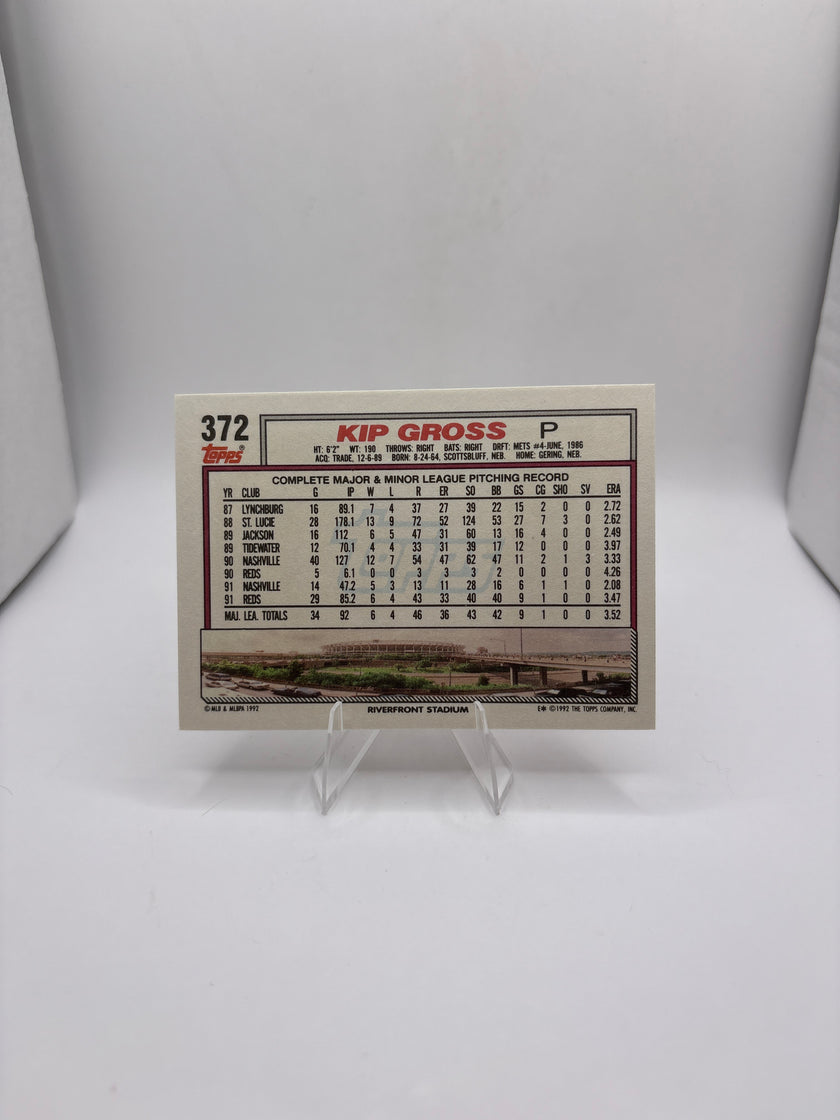 372
topps®
KIP GROSS P
HT: 6'2" WT: 190 THROWS: RIGHT BATS: RIGHT DRFT: METS #4-JUNE, 1986
ACQ: TRADE, 12-6-89 BORN: 8-24-64, SCOTTSBLUFF, NEB. HOME: GERING, NEB.
COMPLETE MAJOR & MINOR LEAGUE PITCHING RECORD
YR CLUB G IP W L R ER SO BB GS CG SHO SV ERA
87 LYNCHBURG 16 89.1 7 4 37 27 39 22 15 2 0 0 2.72
88 ST. LUCIE 28 178.1 13 9 72 52 124 53 27 7 3 0 2.62
89 JACKSON 16 112 6 5 47 31 60 13 16 4 0 0 2.49
89 TIDEWATER 12 70.1 4 4 33 31 39 17 12 0 0 0 3.97
90 NASHVILLE 40 127 12 7 54 47 62 47 11 2 1 3 3.33
90 REDS 5 6.1 0 0 3 3 3 2 0 0 0 0 4.26
91 NASHVILLE 14 47.2 5 3 13 11 28 16 6 1 1 0 2.08
91 REDS 29 85.2 6 4 43 33 40 40 9 1 0 0 3.47
MAJ. LEA. TOTALS 34 92 6 4 46 36 43 42 9 1 0 0 3.52
Topps
©MLB & MLBPA 1992 RIVERFRONT STADIUM E✻ ©1992 THE TOPPS COMPANY, INC.